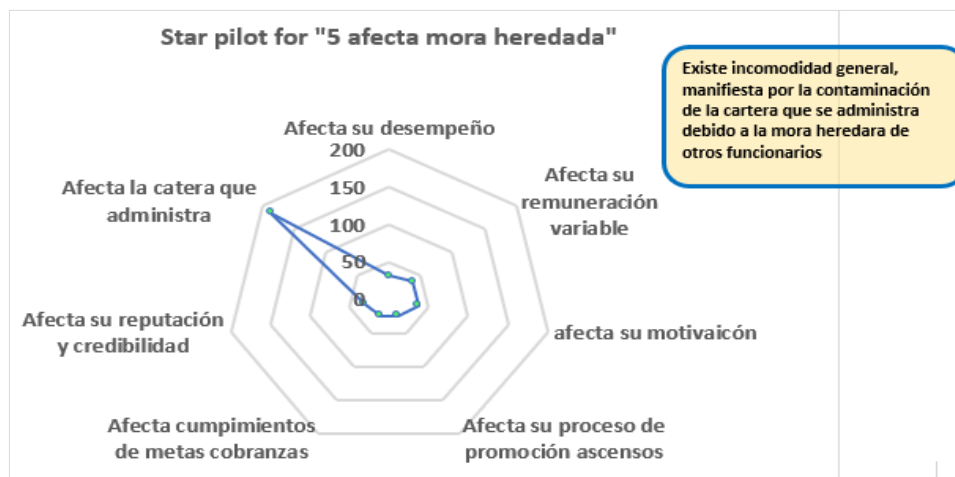 Star pilot for "5 afecta mora heredada"
Existe incomodidad general,
manifiesta por la contaminación
de la cartera que se administra
debido a la mora heredara de
otros funcionarios
Afecta su desempeño
200
150
100
50
0
Afecta su
remuneración
variable
afecta su motivaicón
Afecta su proceso de
promoción ascensos
Afecta cumpimientos
de metas cobranzas
Afecta su reputación
y credibilidad
Afecta la catera que
administra